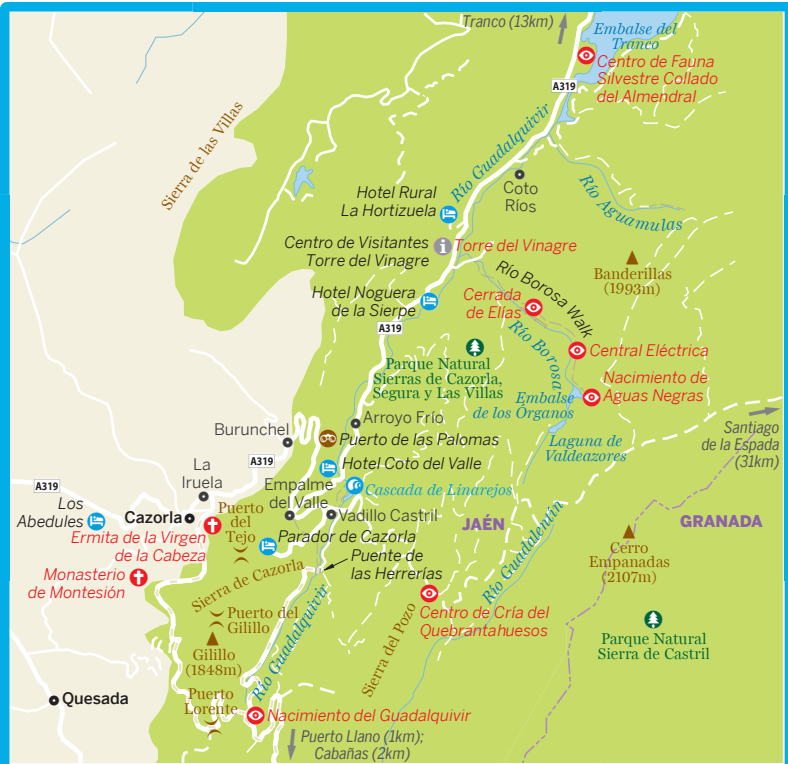 Tranco (13km)
Embalse del
Tranco
Centro de Fauna
Silvestre Collado
del Almendral
A319
Sierra de las Villas
Río Guadalquivir
Coto
Ríos
Río Aguamulas
Hotel Rural
La Hortizuela
Centro de Visitantes
Torre del Vinagre
Torre del Vinagre
Banderillas
(1993m)
Río Borosa Walk
Hotel Noguera
de la Sierpe
Cerrada
de Elías
Río Borosa
A319
Central Eléctrica
Parque Natural
Sierras de Cazorla,
Segura y Las Villas
Nacimiento de
Aguas Negras
Embalse
de los Órganos
Laguna de
Valdeazores
Santiago
de la Espada
(31km)
Arroyo Frío
Burunchel
Puerto de las Palomas
A319
Hotel Coto del Valle
La
Iruela
A319
Los
Abedules
Cazorla
Empalme
del Valle
Cascada de Linarejos
Puerto
del
Tejo
Vadillo Castril
JAÉN
GRANADA
Ermita de la Virgen
de la Cabeza
Parador de Cazorla
Puente de
las Herrerías
Monasterio
de Montesión
Sierra de Cazorla
Río Guadalentín
Cerro
Empanadas
(2107m)
Puerto del
Gilillo
Centro de Cría del
Quebrantahuesos
Sierra del Pozo
Parque Natural
Sierra de Castril
Gilillo
(1848m)
Río Guadalquivir
Quesada
Puerto
Lorente
Nacimiento del Guadalquivir
Puerto Llano (1km);
Cabañas (2km)